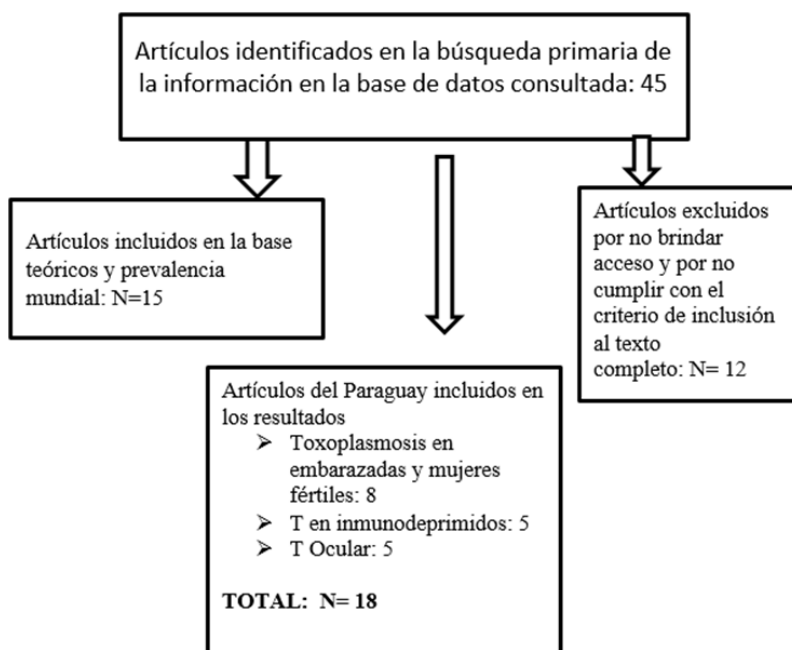 Artículos identificados en la búsqueda primaria de
la información en la base de datos consultada: 45
Artículos incluidos en la base
teóricos y prevalencia
mundial: N=15
Artículos excluidos
por no brindar
acceso y por no
cumplir con el
criterio de inclusión
al texto
completo: N= 12
Artículos del Paraguay incluidos en
los resultados
➢ Toxoplasmosis en
embarazadas y mujeres
fértiles: 8
➢ T en inmunodeprimidos: 5
➢ T Ocular: 5
TOTAL: N= 18